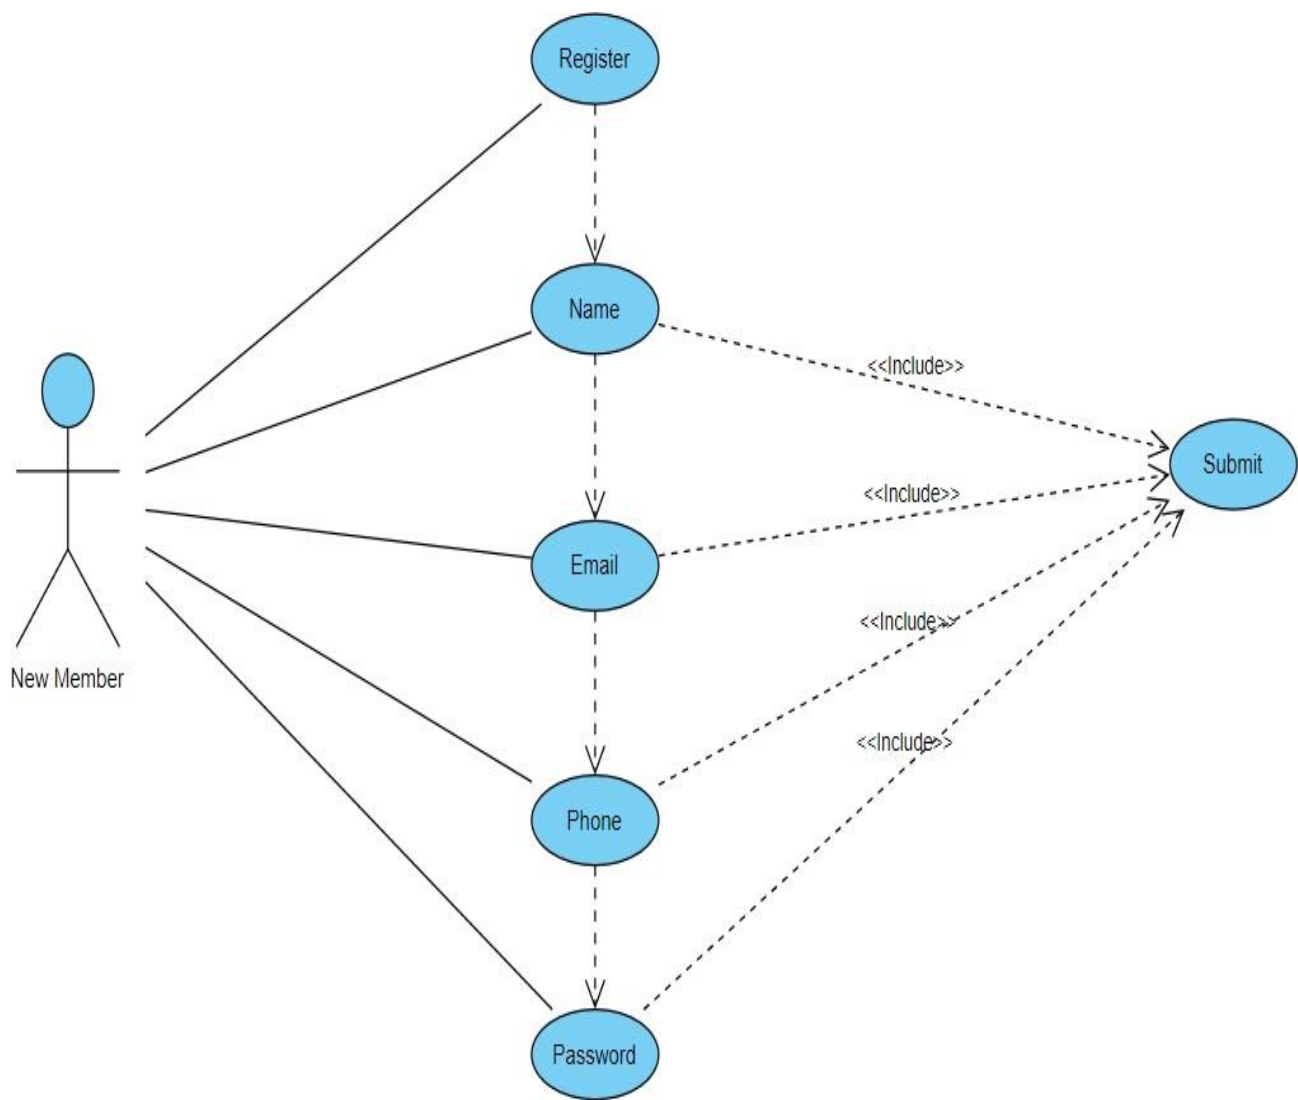 Register
Name
<<Include>>
Submit
<<Include>>
Email
New Member
<<Include>>
<<Include>>
Phone
Password